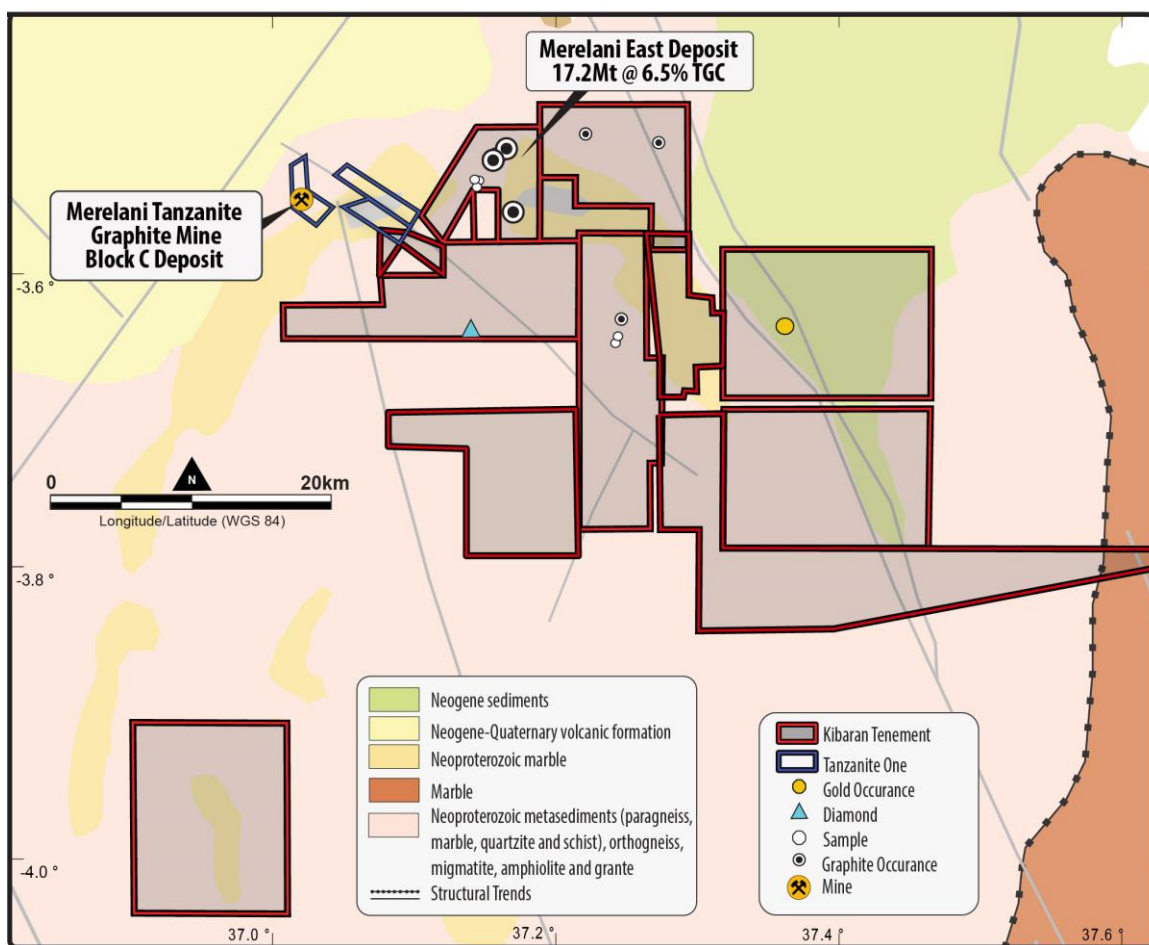 Merelani East Deposit
17.2Mt @ 6.5% TGC
Merelani Tanzanite
Graphite Mine
Block C Deposit
-3.6 °
0 20km
N
Longitude/Latitude (WGS 84)
-3.8 °
Neogene sediments
Neogene-Quaternary volcanic formation
Neoproterozoic marble
Marble
Neoproterozoic metasediments (paragneiss,
marble, quartzite and schist), orthogneiss,
migmatite, amphiolite and grante
Structural Trends
Kibaran Tenement
Tanzanite One
Gold Occurance
Diamond
Sample
Graphite Occurance
Mine
-4.0 °
37.0 ° 37.2 ° 37.4 ° 37.6 °